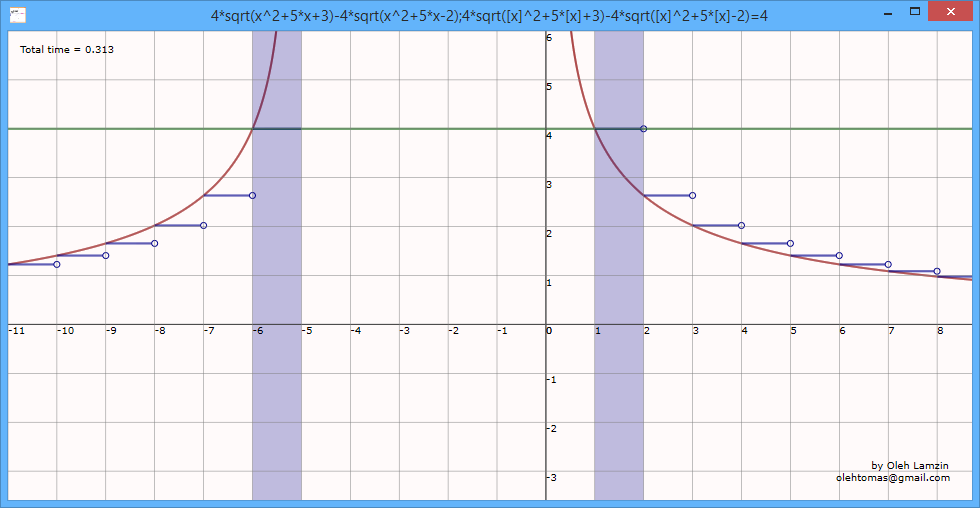 4*sqrt(x^2+5*x+3)-4*sqrt(x^2+5*x-2);4*sqrt([x]^2+5*[x]+3)-4*sqrt([x]^2+5*[x]-2)=4
Total time = 0.313
6
5
4
3
2
1
-11 -10 -9 -8 -7 -6 -5 -4 -3 -2 -1 0 1 2 3 4 5 6 7 8
-1
-2
-3
by Oleh Lamzin
olehtomas@gmail.com